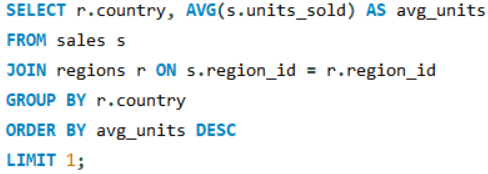 SELECT r.country, AVG(s.units_sold) AS avg_units
FROM sales s
JOIN regions r ON s.region_id = r.region_id
GROUP BY r.country
ORDER BY avg_units DESC
LIMIT 1;